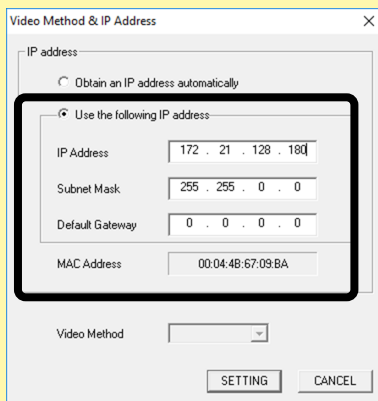 Video Method & IP Address
IP address
Obtain an IP address automatically
Use the following IP address
IP Address 172 . 21 . 128 . 180
Subnet Mask 255 . 255 . 0 . 0
Default Gateway 0 . 0 . 0 . 0
MAC Address 00:04:4B:67:09:BA
Video Method
SETTING CANCEL